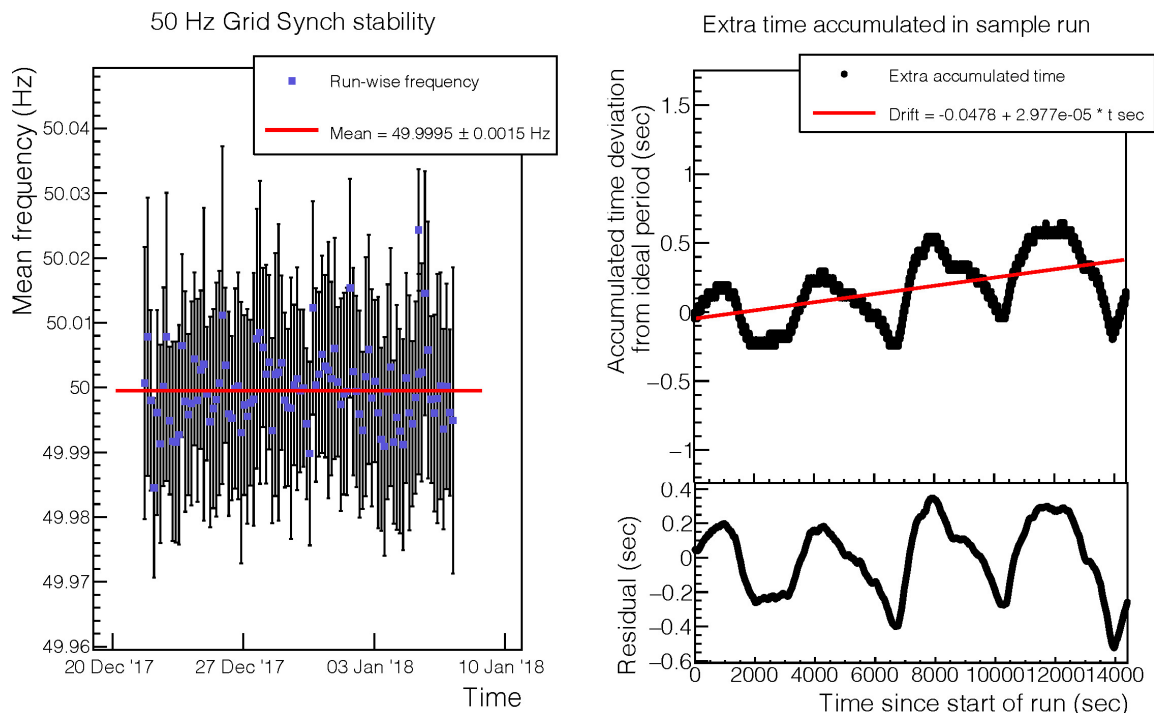 50 Hz Grid Synch stability
Run-wise frequency
Mean = 49.9995 ± 0.0015 Hz
Mean frequency (Hz)
50.04
50.03
50.02
50.01
50
49.99
49.98
49.97
49.96
20 Dec '17
27 Dec '17
03 Jan '18
10 Jan '18
Time
Extra time accumulated in sample run
Extra accumulated time
Drift = -0.0478 + 2.977e-05 * t sec
Accumulated time deviation
from ideal period (sec)
1.5
1
0.5
0
−0.5
−1
Residual (sec)
0.4
0.2
0
−0.2
−0.4
−0.6
0
2000
4000
6000
8000
10000
12000
14000
Time since start of run (sec)